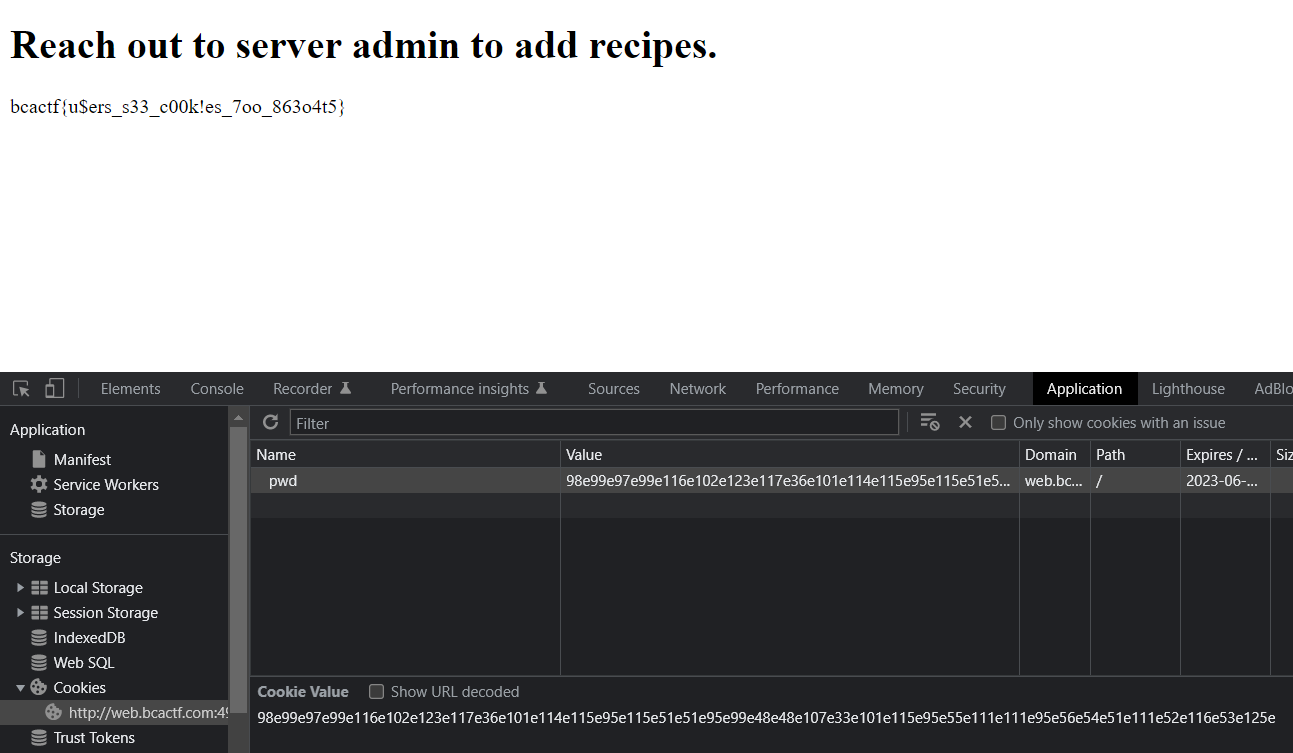 Reach out to server admin to add recipes.
bcactf{u$ers_s33_c00k!es_7oo_863o4t5}
Elements Console Recorder Performance insights Sources Network Performance Memory Security Application Lighthouse AdBlo
Application
Manifest
Service Workers
Storage
Storage
Local Storage
Session Storage
IndexedDB
Web SQL
Cookies
http://web.bcactf.com:49
Trust Tokens
Filter Only show cookies with an issue
Name Value Domain Path Expires / ... Siz
pwd 98e99e97e99e116e102e123e117e36e101e114e115e95e115e51e5... web.bc... / 2023-06-...
Cookie Value Show URL decoded
98e99e97e99e116e102e123e117e36e101e114e115e95e115e51e51e95e99e48e48e107e33e101e115e95e55e111e111e95e56e54e51e111e52e116e53e125e